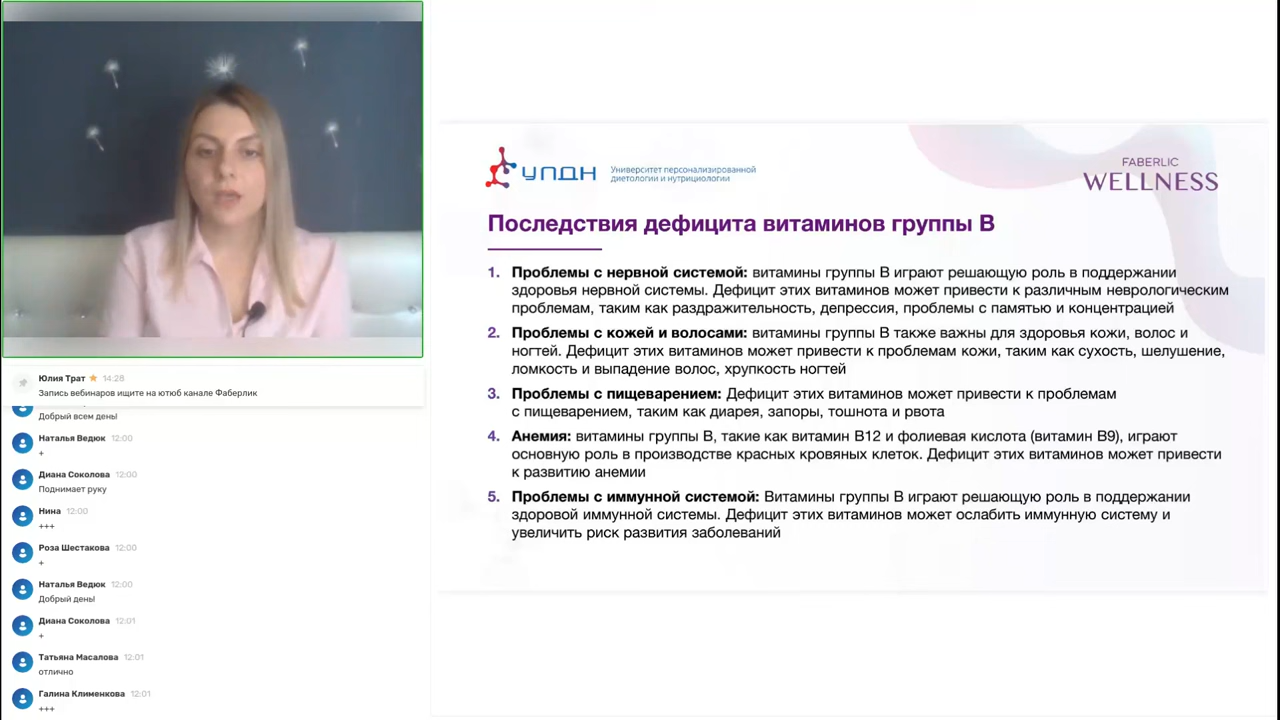 Юлия Трат 14:28
Запись вебинаров ищите на ютюб канале Фаберлик
Добрый всем день!
Наталья Ведюк 12:00
+
Диана Соколова 12:00
Поднимает руку
Нина 12:00
+++
Роза Шестакова 12:00
+
Наталья Ведюк 12:00
Добрый день!
Диана Соколова 12:01
+
Татьяна Масалова 12:01
отлично
Галина Клименкова 12:01
+++
УПДН
Университет персонализированной
диетологии и нутрициологии
FABERLIC
WELLNESS
Последствия дефицита витаминов группы В
1. Проблемы с нервной системой: витамины группы В играют решающую роль в поддержании
здоровья нервной системы. Дефицит этих витаминов может привести к различным неврологическим
проблемам, таким как раздражительность, депрессия, проблемы с памятью и концентрацией
2. Проблемы с кожей и волосами: витамины группы В также важны для здоровья кожи, волос и
ногтей. Дефицит этих витаминов может привести к проблемам кожи, таким как сухость, шелушение,
ломкость и выпадение волос, хрупкость ногтей
3. Проблемы с пищеварением: Дефицит этих витаминов может привести к проблемам
с пищеварением, таким как диарея, запоры, тошнота и рвота
4. Анемия: витамины группы В, такие как витамин В12 и фолиевая кислота (витамин В9), играют
основную роль в производстве красных кровяных клеток. Дефицит этих витаминов может привести
к развитию анемии
5. Проблемы с иммунной системой: Витамины группы В играют решающую роль в поддержании
здоровой иммунной системы. Дефицит этих витаминов может ослабить иммунную систему и
увеличить риск развития заболеваний